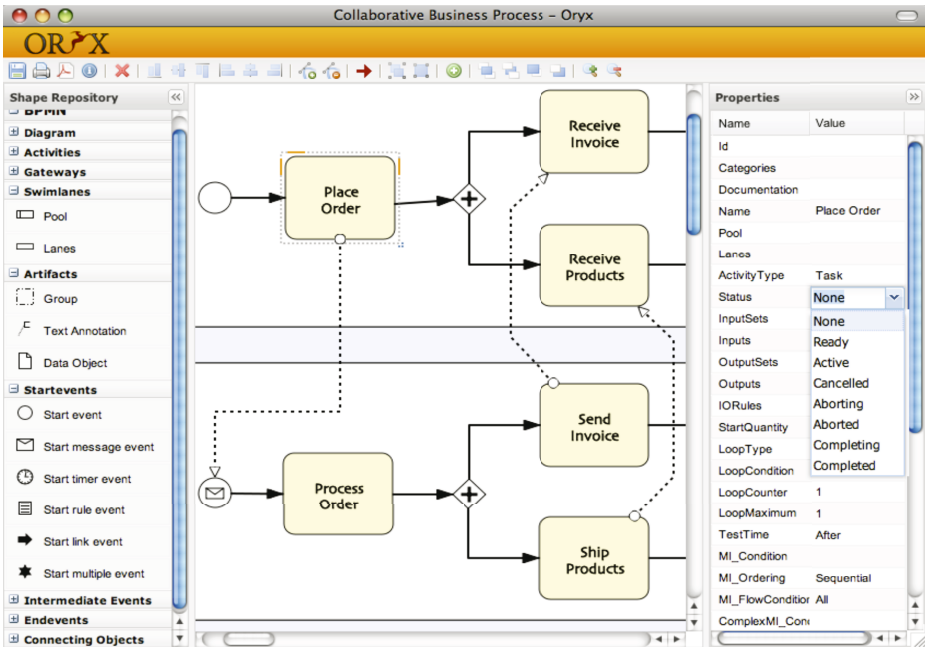 Collaborative Business Process – Oryx
ORYX
Shape Repository
BPMN
Diagram
Activities
Gateways
Swimlanes
Pool
Lanes
Artifacts
Group
Text Annotation
Data Object
Startevents
Start event
Start message event
Start timer event
Start rule event
Start link event
Start multiple event
Intermediate Events
Endevents
Connecting Objects
Place
Order
Receive
Invoice
Receive
Products
Process
Order
Send
Invoice
Ship
Products
Properties
Name Value
Id
Categories
Documentation
Name Place Order
Pool
Lanes
ActivityType Task
Status None
InputSets None
Inputs Ready
OutputSets Active
Outputs Cancelled
IORules Aborting
StartQuantity Aborted
LoopType Completing
LoopCondition Completed
LoopCounter 1
LoopMaximum 1
TestTime After
MI_Condition
MI_Ordering Sequential
MI_FlowCondition All
ComplexMI_Con